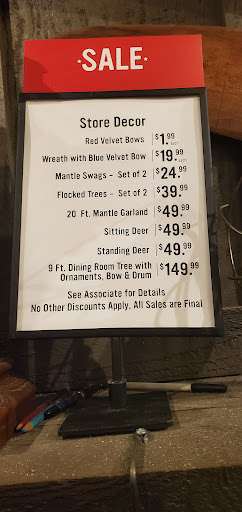 ★SALE★
Store Decor
Red Velvet Bows $1.99 EACH
Wreath with Blue Velvet Bow $19.99 EACH
Mantle Swags - Set of 2 $24.99
Flocked Trees - Set of 2 $39.99
20 Ft. Mantle Garland $49.99
Sitting Deer $49.99
Standing Deer $49.99
9 Ft. Dining Room Tree with
Ornaments, Bow & Drum $149.99
See Associate for Details
No Other Discounts Apply. All Sales are Final